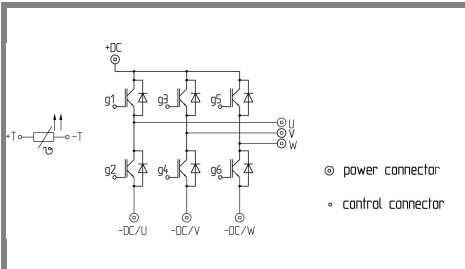 +DC
g1 g3 g5
U
V
W
+T -T
ϑ
g2 g4 g6
power connector
control connector
-DC/U -DC/V -DC/W